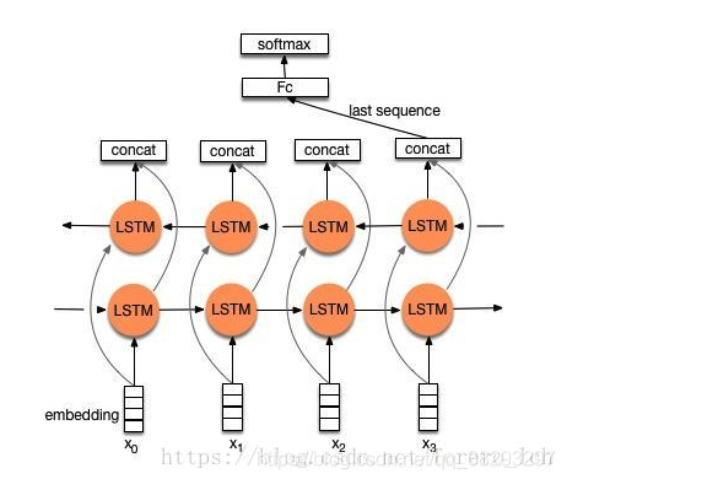 softmax
Fc
last sequence
concat concat concat concat
LSTM LSTM LSTM LSTM
LSTM LSTM LSTM LSTM
embedding
x0 x1 x2 x3